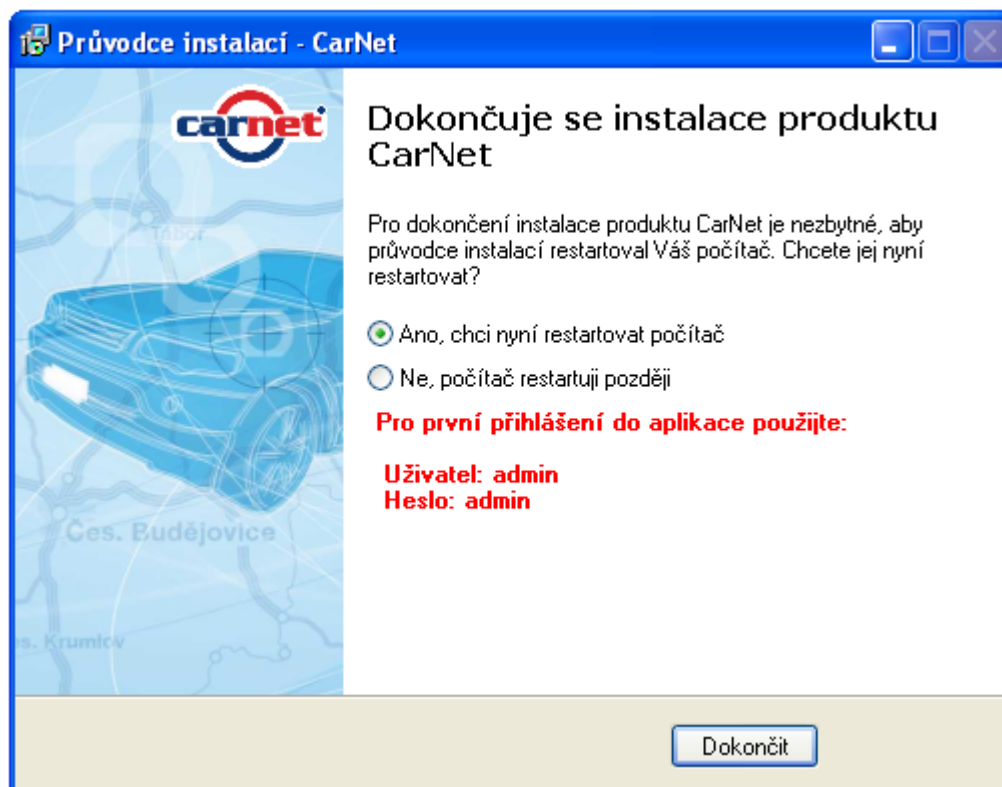 Průvodce instalací - CarNet
carnet
Dokončuje se instalace produktu
CarNet
Pro dokončení instalace produktu CarNet je nezbytné, aby
průvodce instalací restartoval Váš počítač. Chcete jej nyní
restartovat?
Ano, chci nyní restartovat počítač
Ne, počítač restartuji později
Pro první přihlášení do aplikace použijte:
Uživatel: admin
Heslo: admin
Tábor
Čes. Budějovice
es. Krumlov
Dokončit